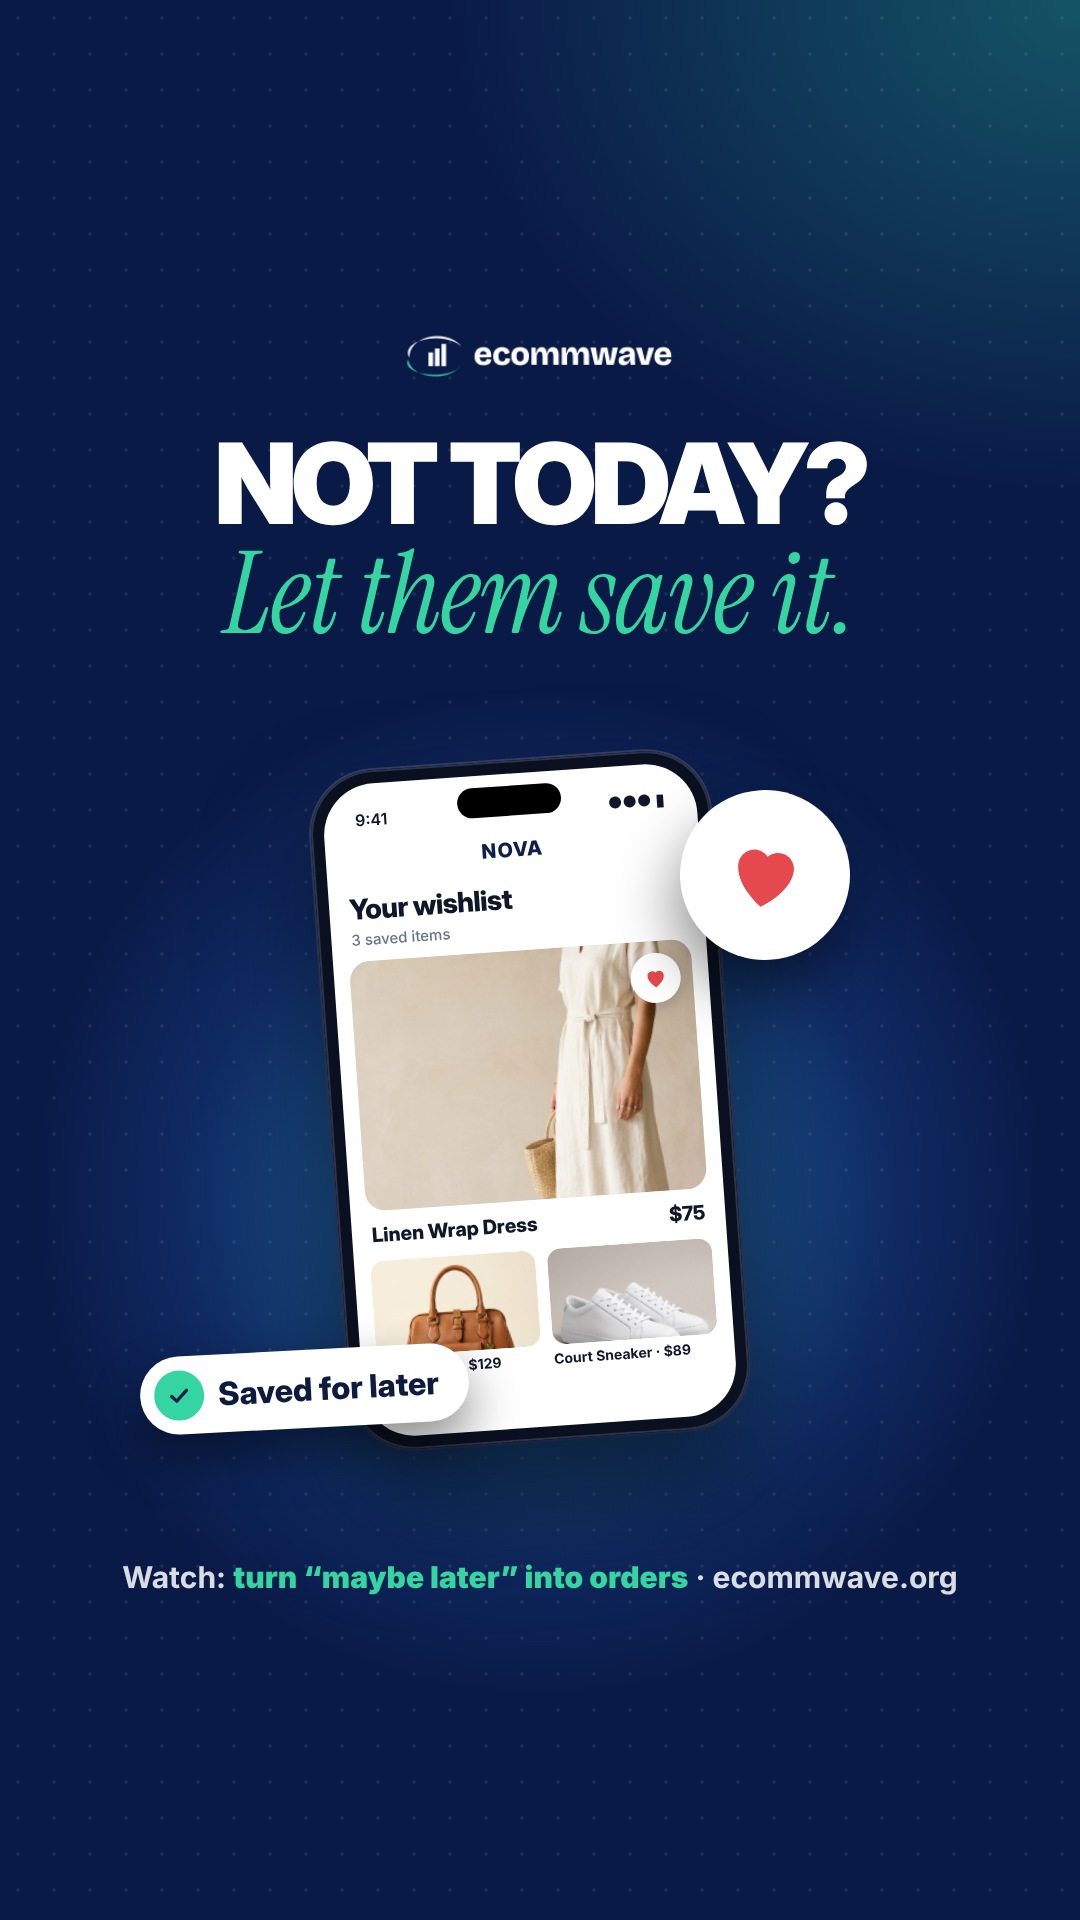 ecommwave
NOT TODAY?
Let them save it.
9:41
NOVA
Your wishlist
3 saved items
Linen Wrap Dress
$75
$129
Court Sneaker · $89
Saved for later
Watch: turn “maybe later” into orders · ecommwave.org